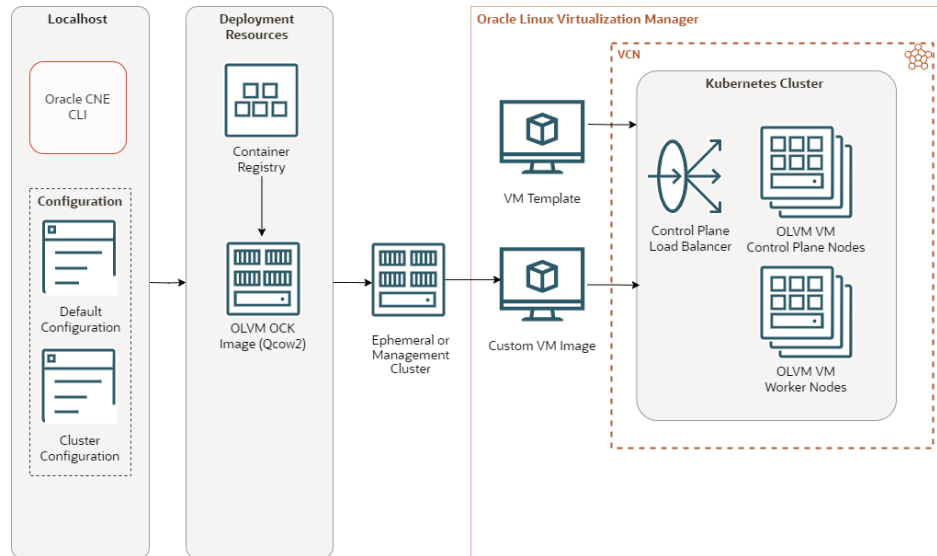 Localhost
Oracle CNE
CLI
Configuration
Default
Configuration
Cluster
Configuration
Deployment
Resources
Container
Registry
OLVM OCK
Image (Qcow2)
Ephemeral or
Management
Cluster
Oracle Linux Virtualization Manager
VM Template
Custom VM Image
VCN
Kubernetes Cluster
Control Plane
Load Balancer
OLVM VM
Control Plane Nodes
OLVM VM
Worker Nodes